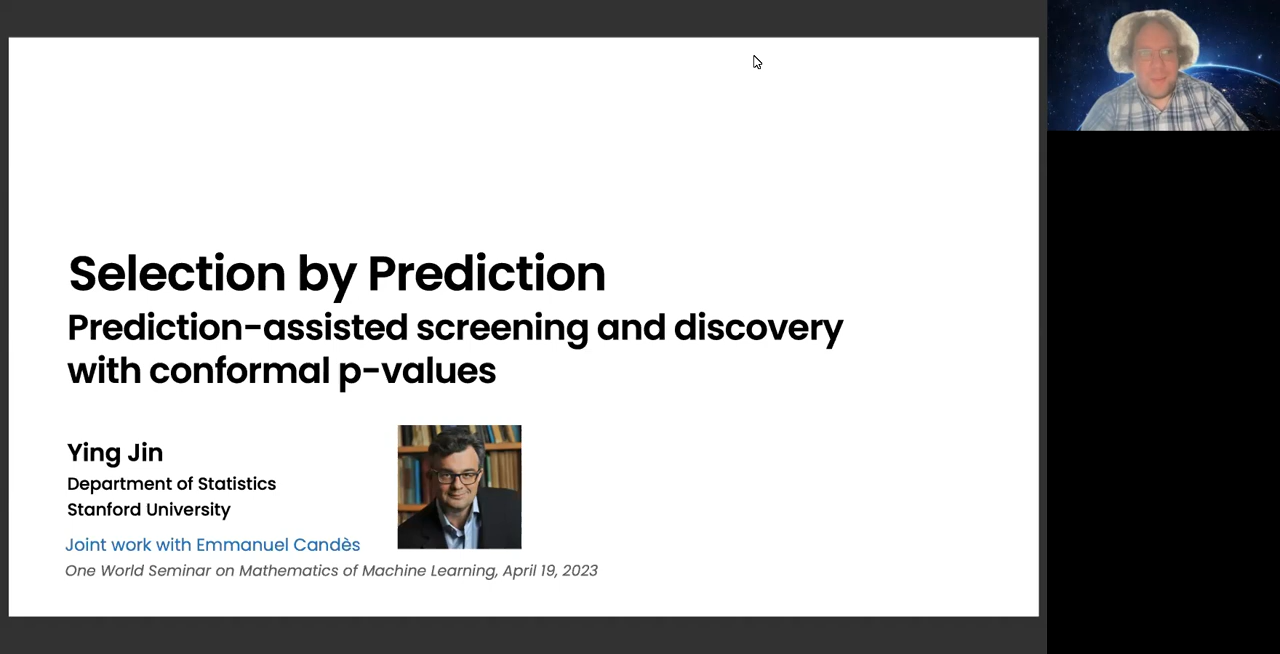 Selection by Prediction
Prediction-assisted screening and discovery
with conformal p-values
Ying Jin
Department of Statistics
Stanford University
Joint work with Emmanuel Candès
One World Seminar on Mathematics of Machine Learning, April 19, 2023